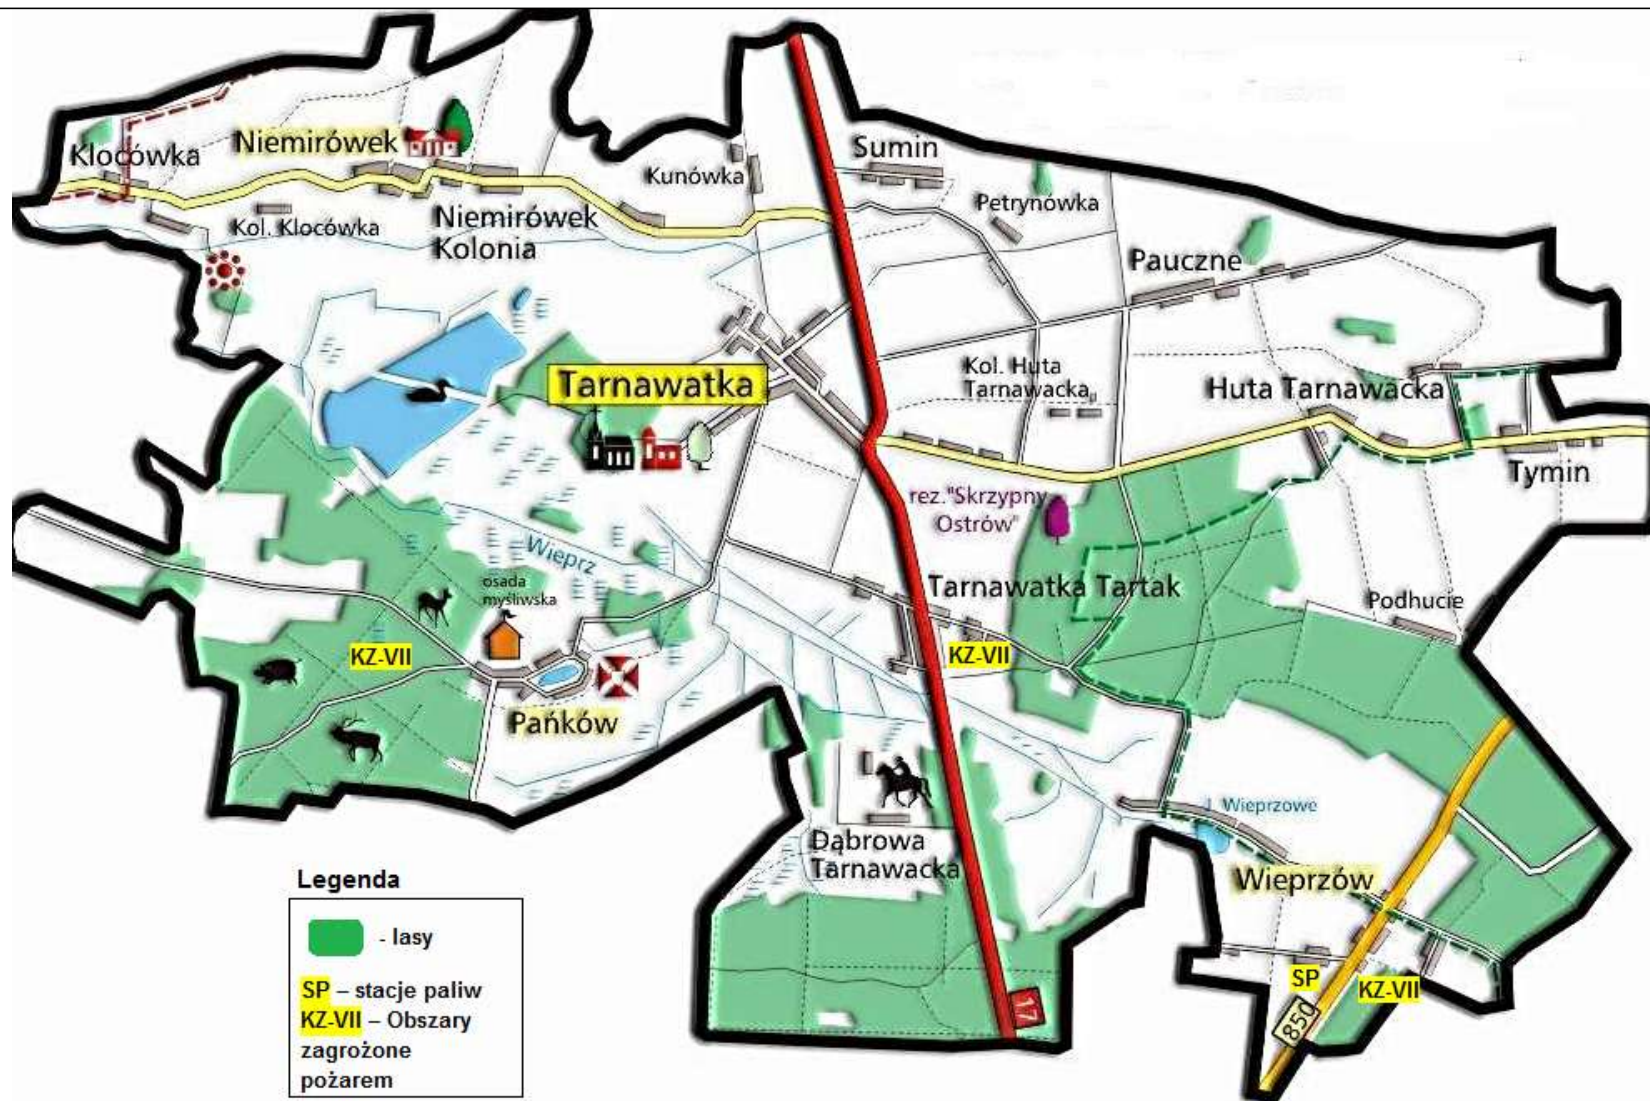 Klocówka
Niemirówek
Kol. Klocówka
Niemirówek
Kolonia
Kunówka
Sumin
Petrynówka
Pauczne
Tarnawatka
Kol. Huta
Tarnawacka
Huta Tarnawacka
Tymin
rez."Skrzypny
Ostrów"
Wieprz
osada
myśliwska
Tarnawatka Tartak
Podhucie
KZ-VII
KZ-VII
Pańków
Dąbrowa
Tarnawacka
J. Wieprzowe
Wieprzów
SP
KZ-VII
17
850
Legenda
- lasy
SP – stacje paliw
KZ-VII – Obszary
zagrożone
pożarem